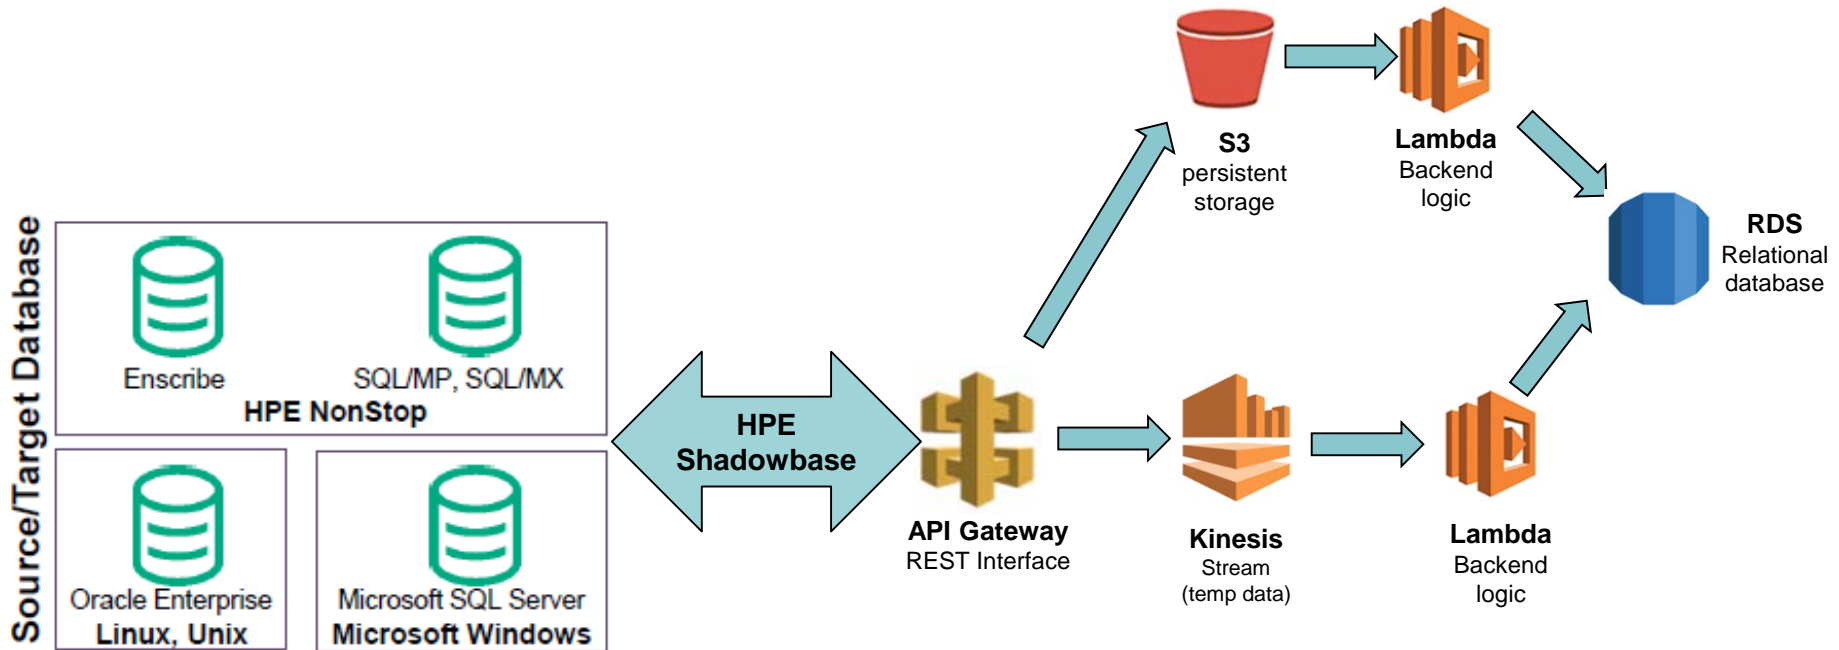 Source/Target Database
Enscribe
SQL/MP, SQL/MX
HPE NonStop
Oracle Enterprise
Linux, Unix
Microsoft SQL Server
Microsoft Windows
HPE
Shadowbase
API Gateway
REST Interface
S3
persistent
storage
Lambda
Backend
logic
Kinesis
Stream
(temp data)
Lambda
Backend
logic
RDS
Relational
database